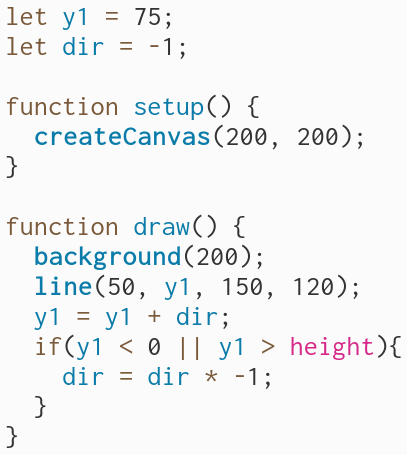 let y1 = 75;
let dir = -1;

function setup() {
  createCanvas(200, 200);
}

function draw() {
  background(200);
  line(50, y1, 150, 120);
  y1 = y1 + dir;
  if(y1 < 0 || y1 > height){
    dir = dir * -1;
  }
}